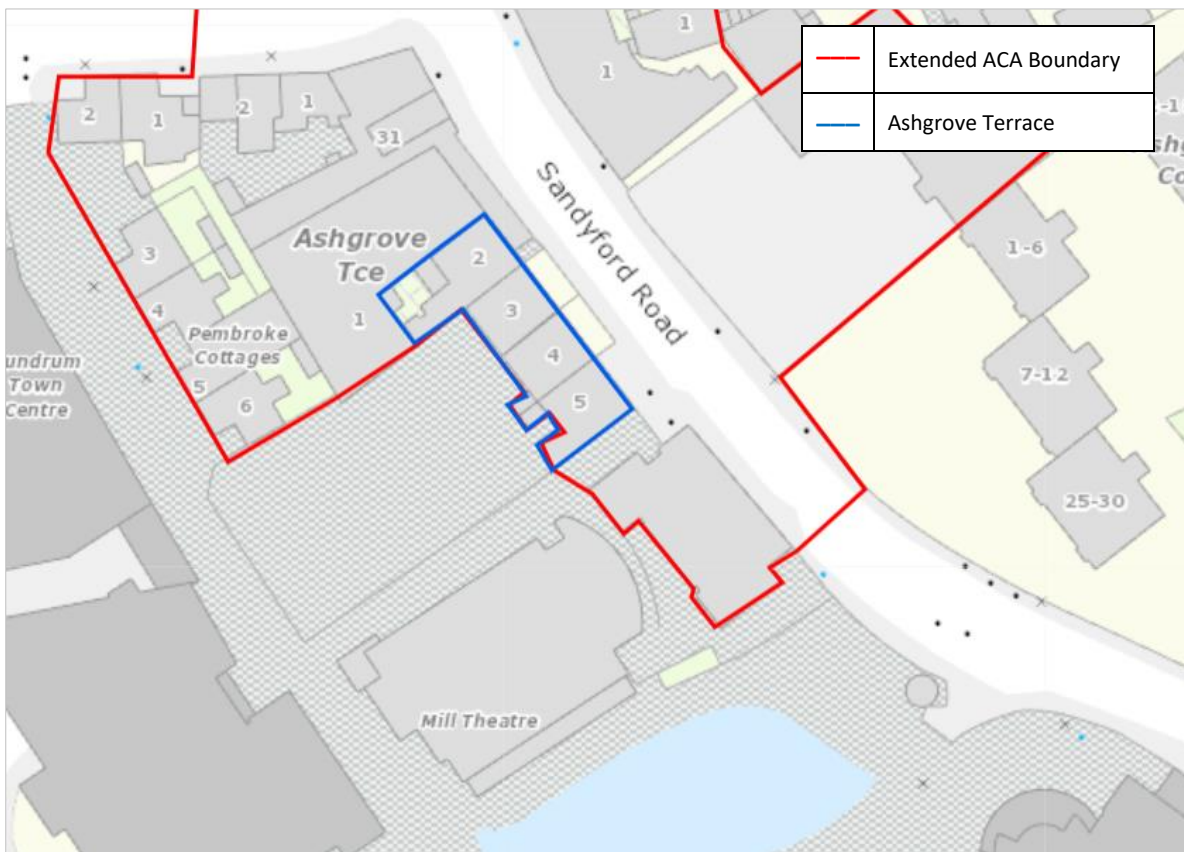 Extended ACA Boundary
Ashgrove Terrace
1
1
2
1
2
1
31
Sandyford Road
Ashgrove
Tce
2
3
1
3
4
4
5
5
6
Pembroke
Cottages
undrum
Town
Centre
1-6
7-12
25-30
Mill Theatre
Co